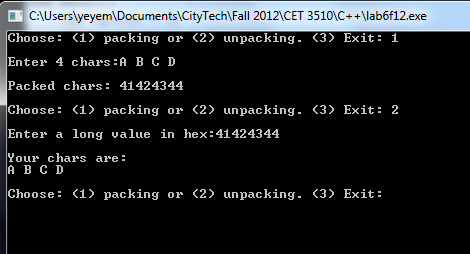 C:\Users\yeyem\Documents\CityTech\Fall 2012\CET 3510\C++\lab6f12.exe
Choose: (1) packing or (2) unpacking. (3) Exit: 1
Enter 4 chars:A B C D
Packed chars: 41424344
Choose: (1) packing or (2) unpacking. (3) Exit: 2
Enter a long value in hex:41424344
Your chars are:
A B C D
Choose: (1) packing or (2) unpacking. (3) Exit: